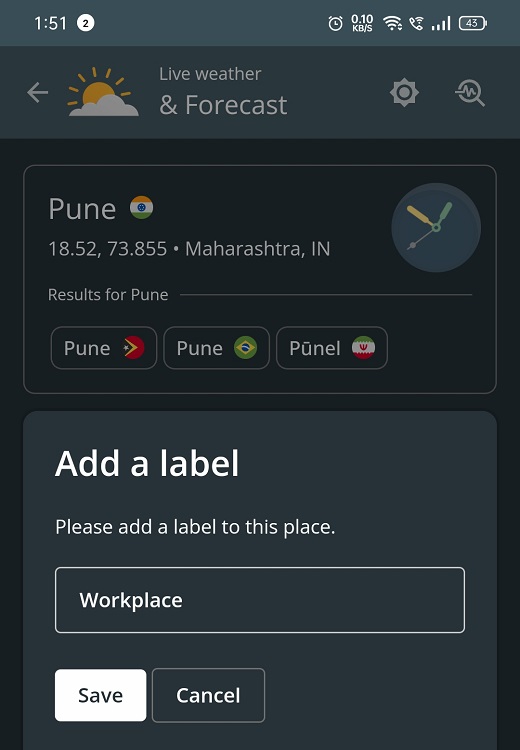 1:51 2 0.10 KB/S 43
Live weather
& Forecast
Pune
18.52, 73.855 • Maharashtra, IN
Results for Pune
Pune Pune Pūnel
Add a label
Please add a label to this place.
Workplace
Save Cancel